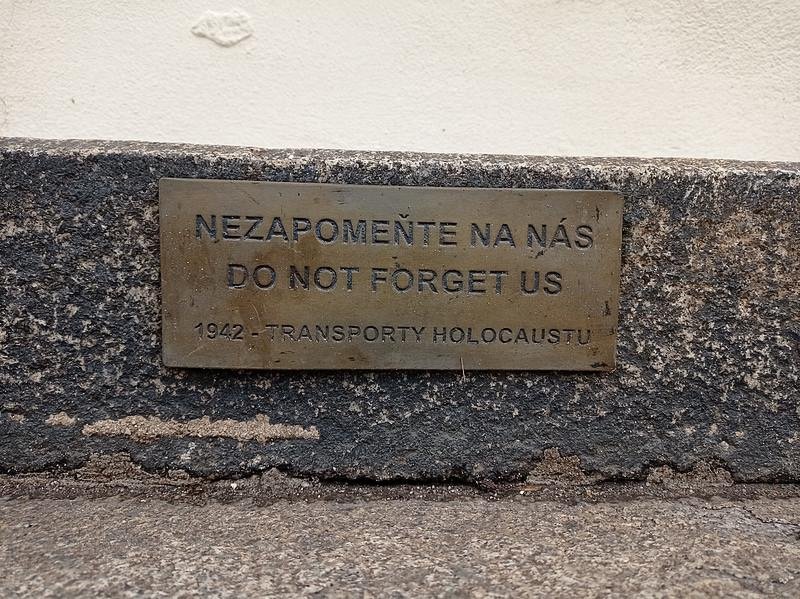 NEZAPOMEŇTE NA NÁS
DO NOT FORGET US
1942 - TRANSPORTY HOLOCAUSTU